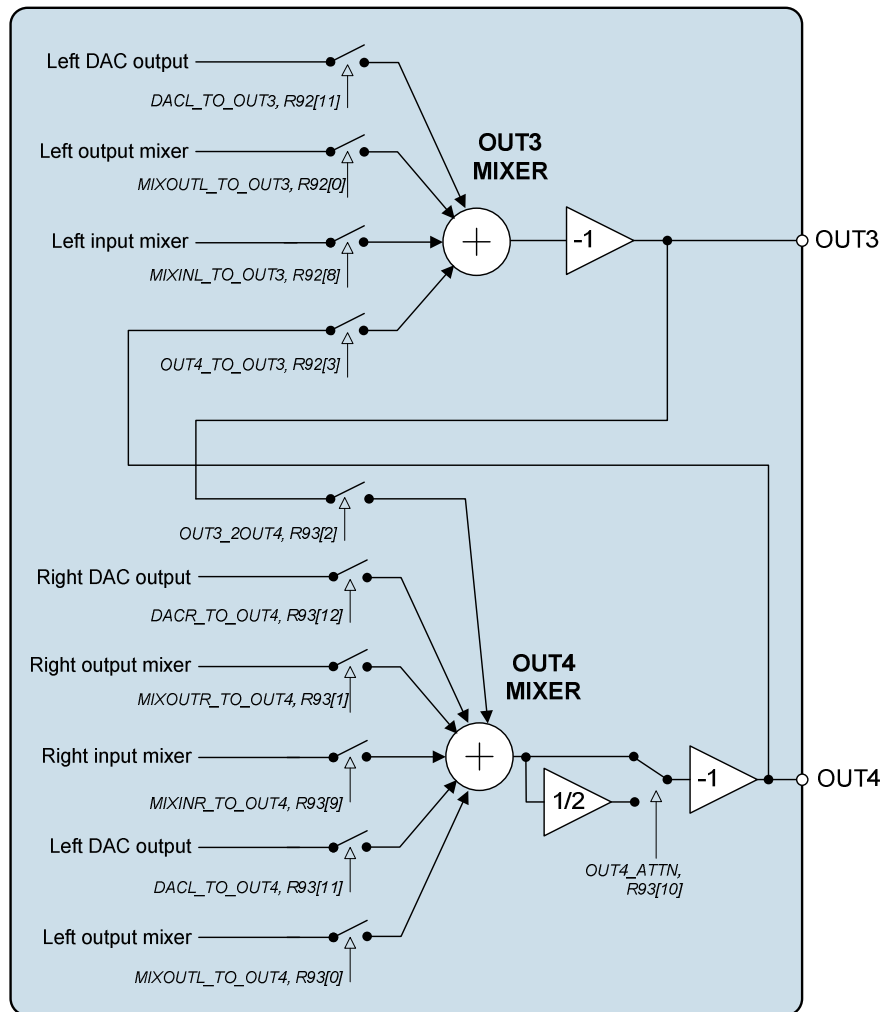 Left DAC output
DACL_TO_OUT3, R92[11]
Left output mixer
MIXOUTL_TO_OUT3, R92[0]
OUT3
MIXER
Left input mixer
MIXINL_TO_OUT3, R92[8]
+
-1
OUT3
OUT4_TO_OUT3, R92[3]
OUT3_2OUT4, R93[2]
Right DAC output
DACR_TO_OUT4, R93[12]
Right output mixer
MIXOUTR_TO_OUT4, R93[1]
OUT4
MIXER
Right input mixer
MIXINR_TO_OUT4, R93[9]
+
1/2
-1
OUT4
OUT4_ATTN,
R93[10]
Left DAC output
DACL_TO_OUT4, R93[11]
Left output mixer
MIXOUTL_TO_OUT4, R93[0]